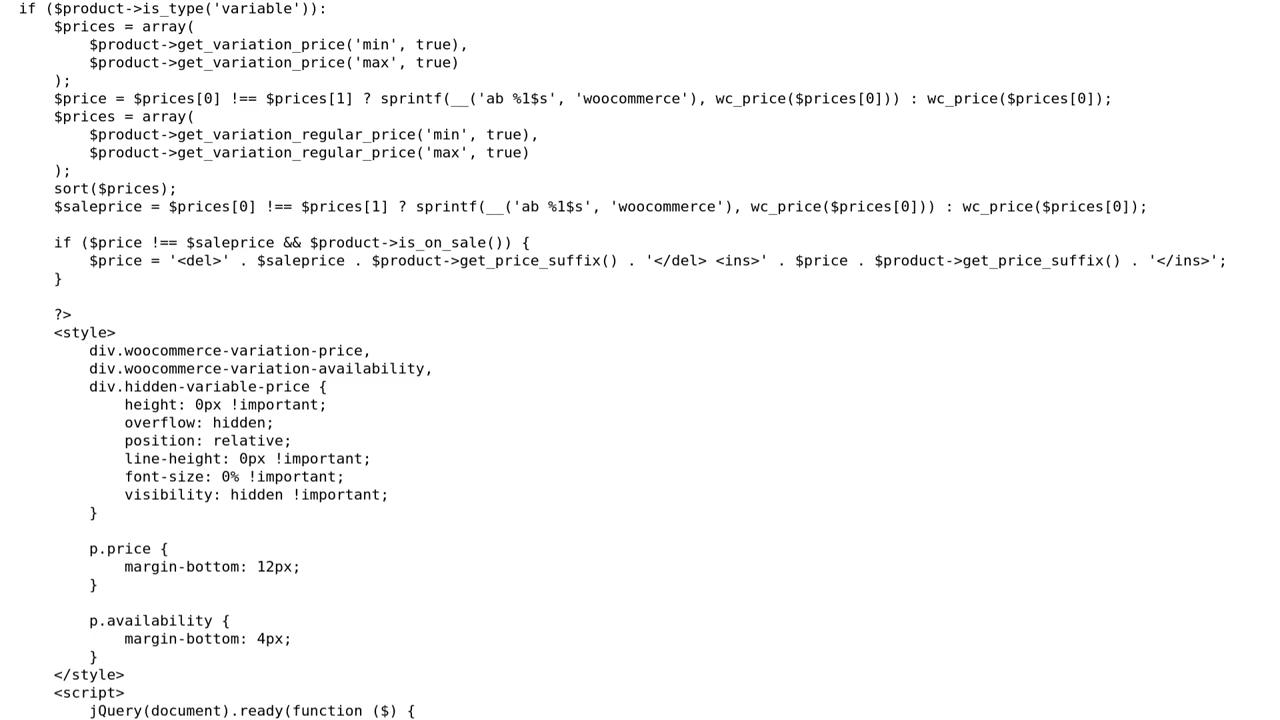 if ($product->is_type('variable')):
    $prices = array(
        $product->get_variation_price('min', true),
        $product->get_variation_price('max', true)
    );
    $price = $prices[0] !== $prices[1] ? sprintf(__('ab %1$s', 'woocommerce'), wc_price($prices[0])) : wc_price($prices[0]);
    $prices = array(
        $product->get_variation_regular_price('min', true),
        $product->get_variation_regular_price('max', true)
    );
    sort($prices);
    $saleprice = $prices[0] !== $prices[1] ? sprintf(__('ab %1$s', 'woocommerce'), wc_price($prices[0])) : wc_price($prices[0]);

    if ($price !== $saleprice && $product->is_on_sale()) {
        $price = '<del>' . $saleprice . $product->get_price_suffix() . '</del> <ins>' . $price . $product->get_price_suffix() . '</ins>';
    }

    ?>
    <style>
        div.woocommerce-variation-price,
        div.woocommerce-variation-availability,
        div.hidden-variable-price {
            height: 0px !important;
            overflow: hidden;
            position: relative;
            line-height: 0px !important;
            font-size: 0% !important;
            visibility: hidden !important;
        }

        p.price {
            margin-bottom: 12px;
        }

        p.availability {
            margin-bottom: 4px;
        }
    </style>
    <script>
        jQuery(document).ready(function ($) {